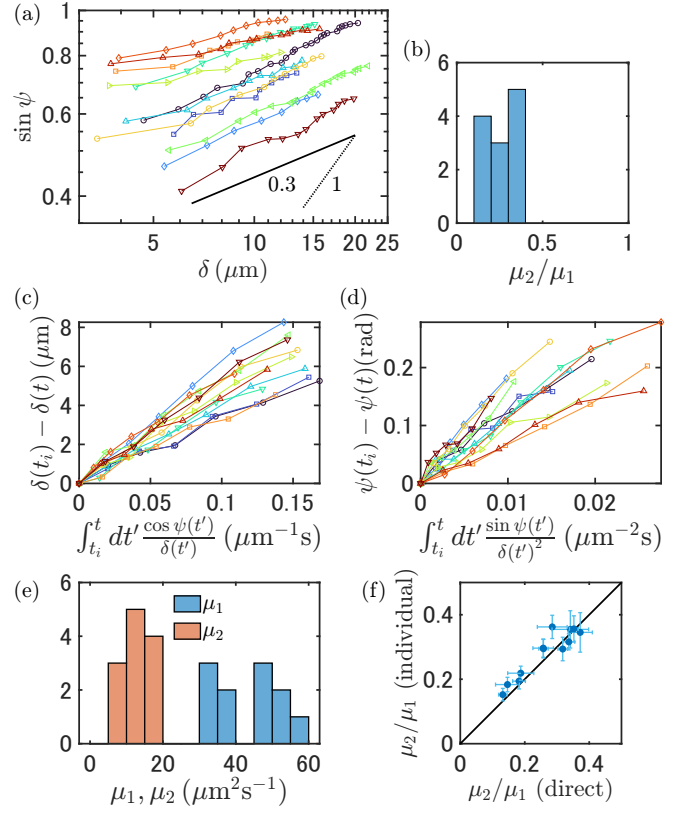 (a)
1
0.8
0.6
0.4
sin ψ
0.3
1
5
10
15
20
25
δ (μm)
(b)
6
4
2
0
0
0.5
1
μ₂/μ₁
(c)
8
6
4
2
0
δ(tᵢ) − δ(t) (μm)
0
0.05
0.1
0.15
∫ₜᵢᵗ dt′ cos ψ(t′)/δ(t′) (μm⁻¹s)
(d)
0.2
0.1
0
ψ(tᵢ) − ψ(t)(rad)
0
0.01
0.02
∫ₜᵢᵗ dt′ sin ψ(t′)/δ(t′)² (μm⁻²s)
(e)
6
4
2
0
μ₁
μ₂
0
20
40
60
μ₁, μ₂ (μm²s⁻¹)
(f)
0.4
0.2
0
μ₂/μ₁ (individual)
0
0.2
0.4
μ₂/μ₁ (direct)